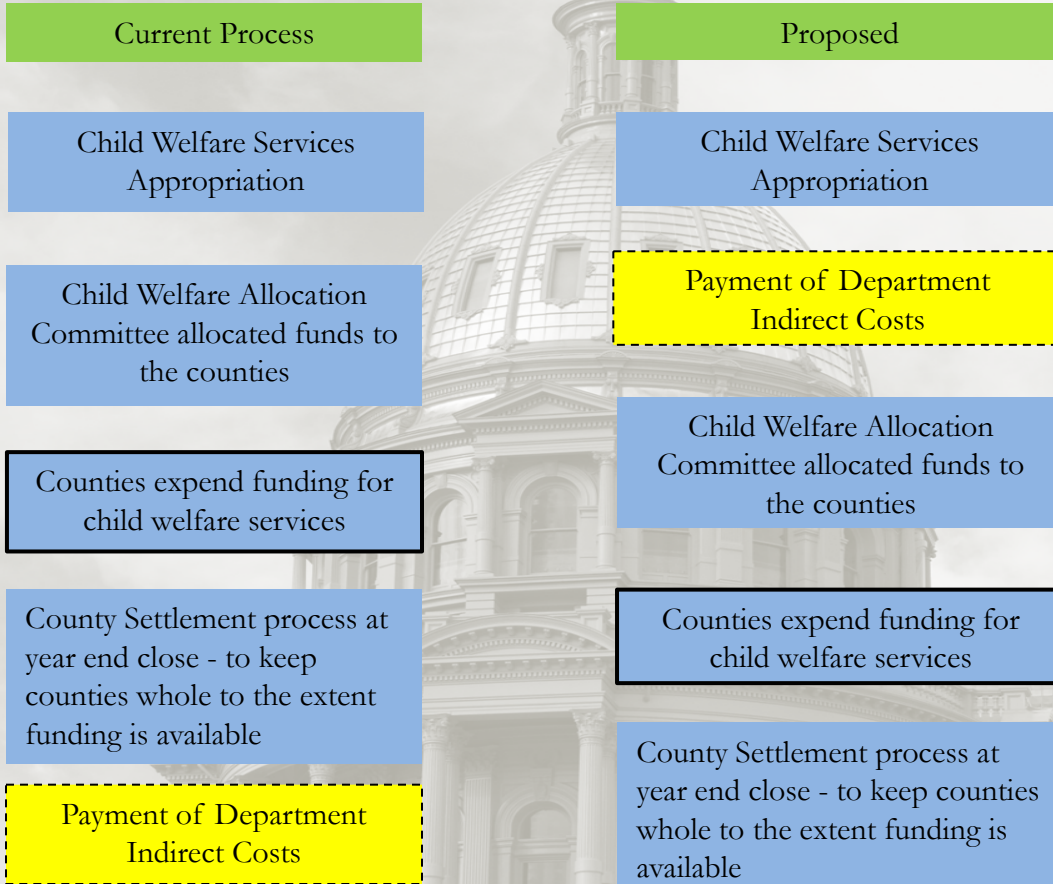 Current Process
Child Welfare Services
Appropriation
Child Welfare Allocation
Committee allocated funds to
the counties
Counties expend funding for
child welfare services
County Settlement process at
year end close - to keep
counties whole to the extent
funding is available
Payment of Department
Indirect Costs
Proposed
Child Welfare Services
Appropriation
Payment of Department
Indirect Costs
Child Welfare Allocation
Committee allocated funds to
the counties
Counties expend funding for
child welfare services
County Settlement process at
year end close - to keep counties
whole to the extent funding is
available